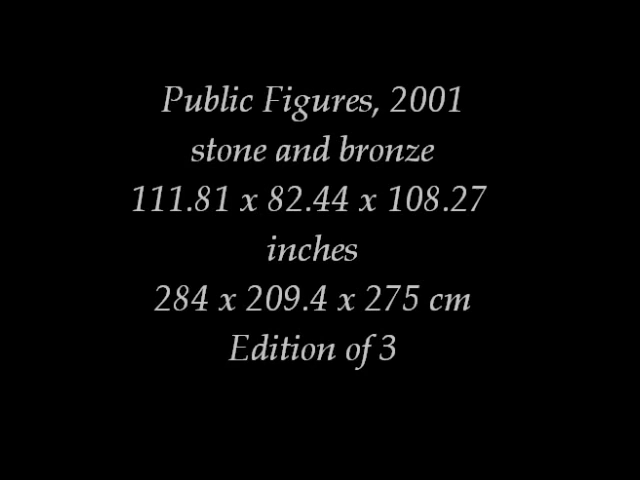 Public Figures, 2001
stone and bronze
111.81 x 82.44 x 108.27
inches
284 x 209.4 x 275 cm
Edition of 3